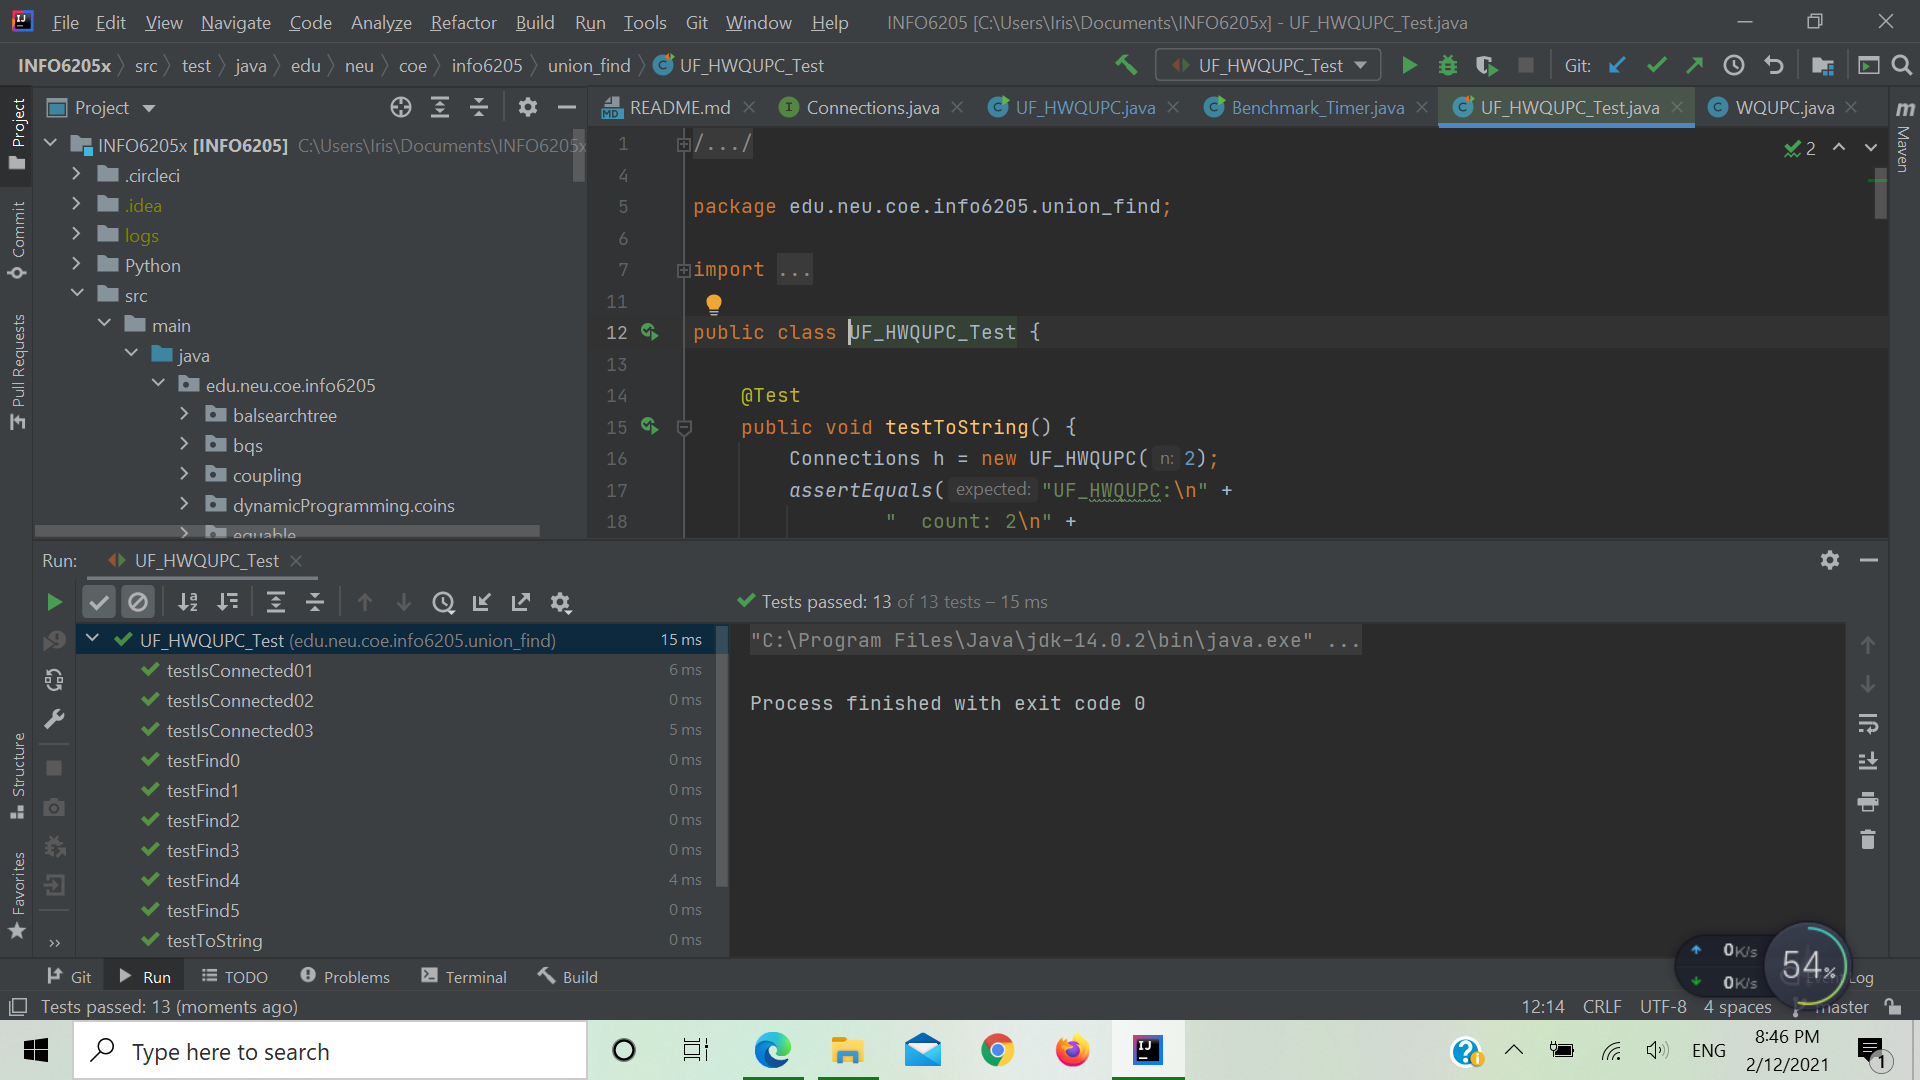 File Edit View Navigate Code Analyze Refactor Build Run Tools Git Window Help INFO6205 [C:\Users\Iris\Documents\INFO6205x] - UF_HWQUPC_Test.java
INFO6205x src test java edu neu coe info6205 union_find UF_HWQUPC_Test UF_HWQUPC_Test Git:
Project README.md Connections.java UF_HWQUPC.java Benchmark_Timer.java UF_HWQUPC_Test.java WQUPC.java
Project
Commit
Pull Requests
Structure
Favorites
Maven
INFO6205x [INFO6205] C:\Users\Iris\Documents\INFO6205x
.circleci
.idea
logs
Python
src
main
java
edu.neu.coe.info6205
balsearchtree
bqs
coupling
dynamicProgramming.coins
equable
2
1 /.../
4
5 package edu.neu.coe.info6205.union_find;
6
7 import ...
11
12 public class UF_HWQUPC_Test {
13
14 @Test
15 public void testToString() {
16 Connections h = new UF_HWQUPC( n: 2);
17 assertEquals( expected: "UF_HWQUPC:\n" +
18 "  count: 2\n" +
Run: UF_HWQUPC_Test
Tests passed: 13 of 13 tests – 15 ms
UF_HWQUPC_Test (edu.neu.coe.info6205.union_find) 15 ms
testIsConnected01 6 ms
testIsConnected02 0 ms
testIsConnected03 5 ms
testFind0 0 ms
testFind1 0 ms
testFind2 0 ms
testFind3 0 ms
testFind4 4 ms
testFind5 0 ms
testToString 0 ms
"C:\Program Files\Java\jdk-14.0.2\bin\java.exe" ...
Process finished with exit code 0
0K/s
0K/s
54%
Git Run TODO Problems Terminal Build Log
Tests passed: 13 (moments ago) 12:14 CRLF UTF-8 4 spaces master
Type here to search
ENG
8:46 PM
2/12/2021
1